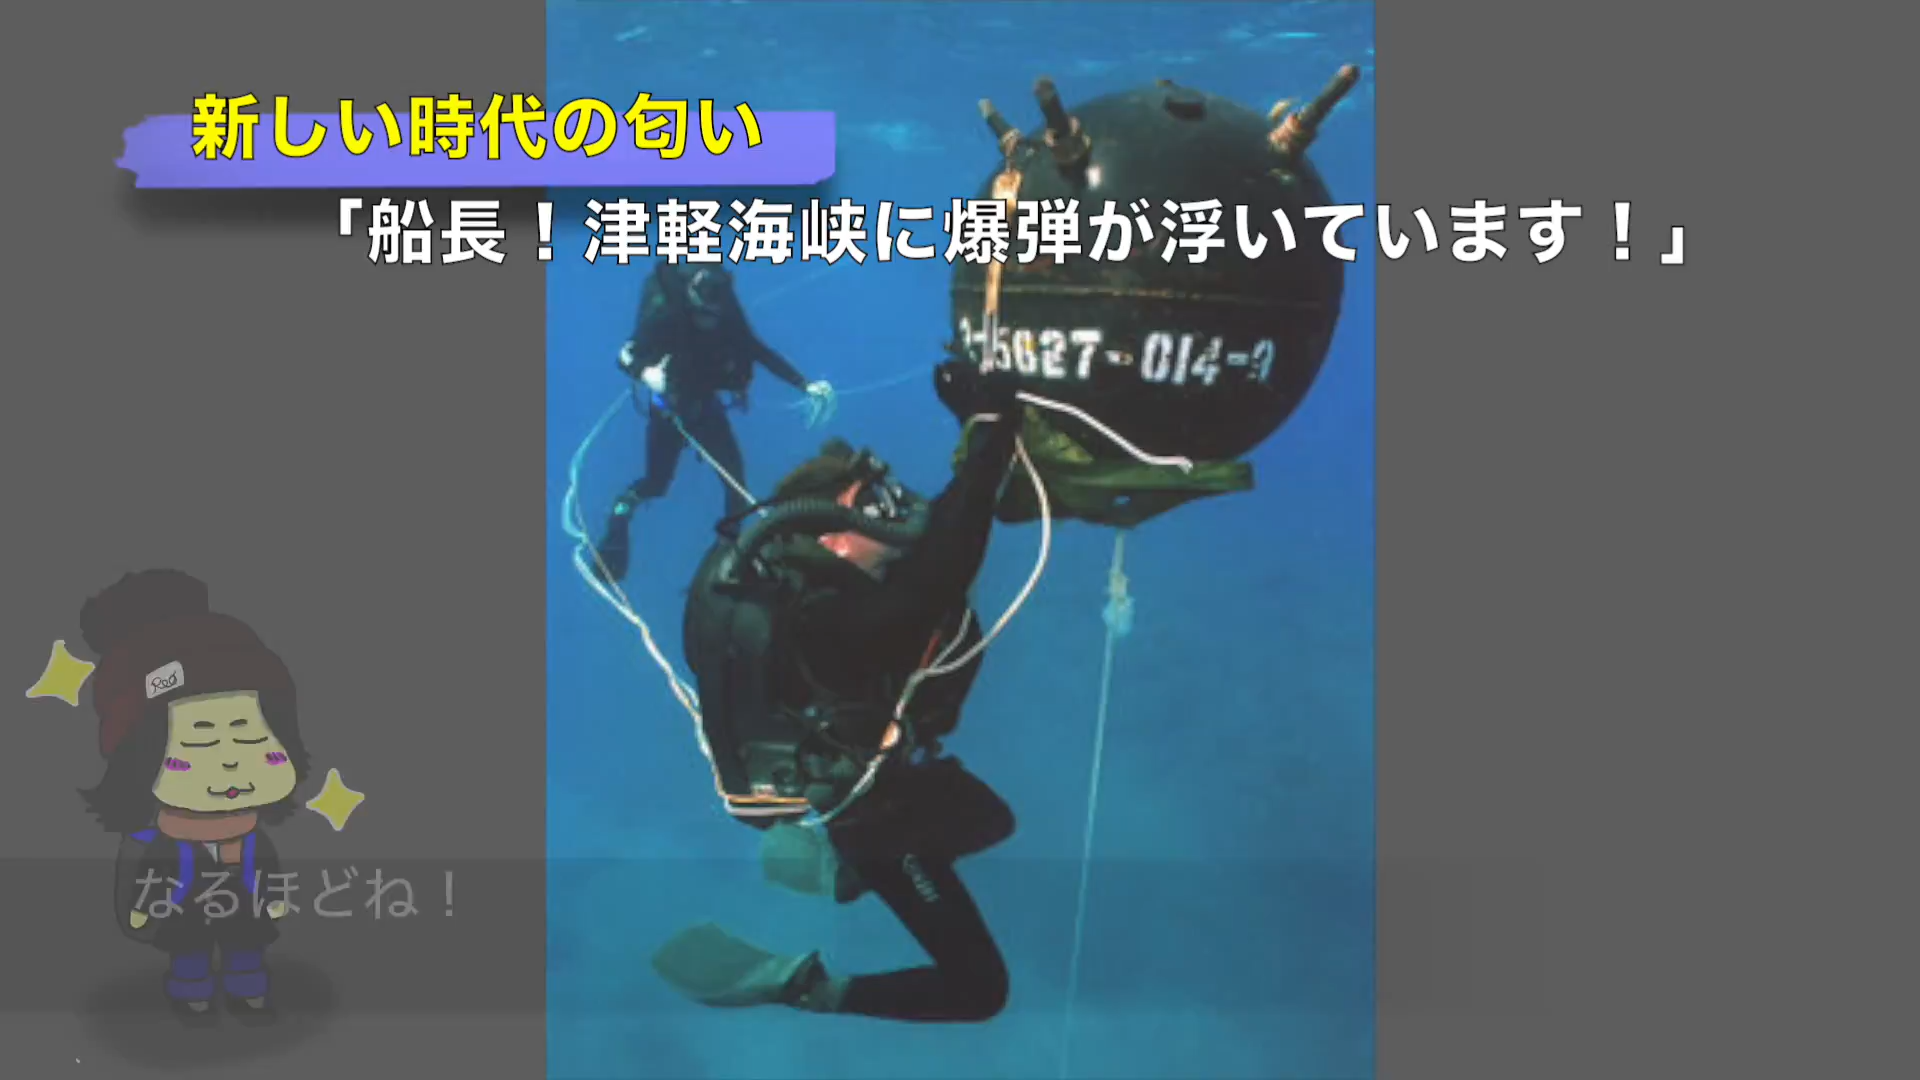 新しい時代の匂い
「船長！津軽海峡に爆弾が浮いています！」
Reo
なるほどね！